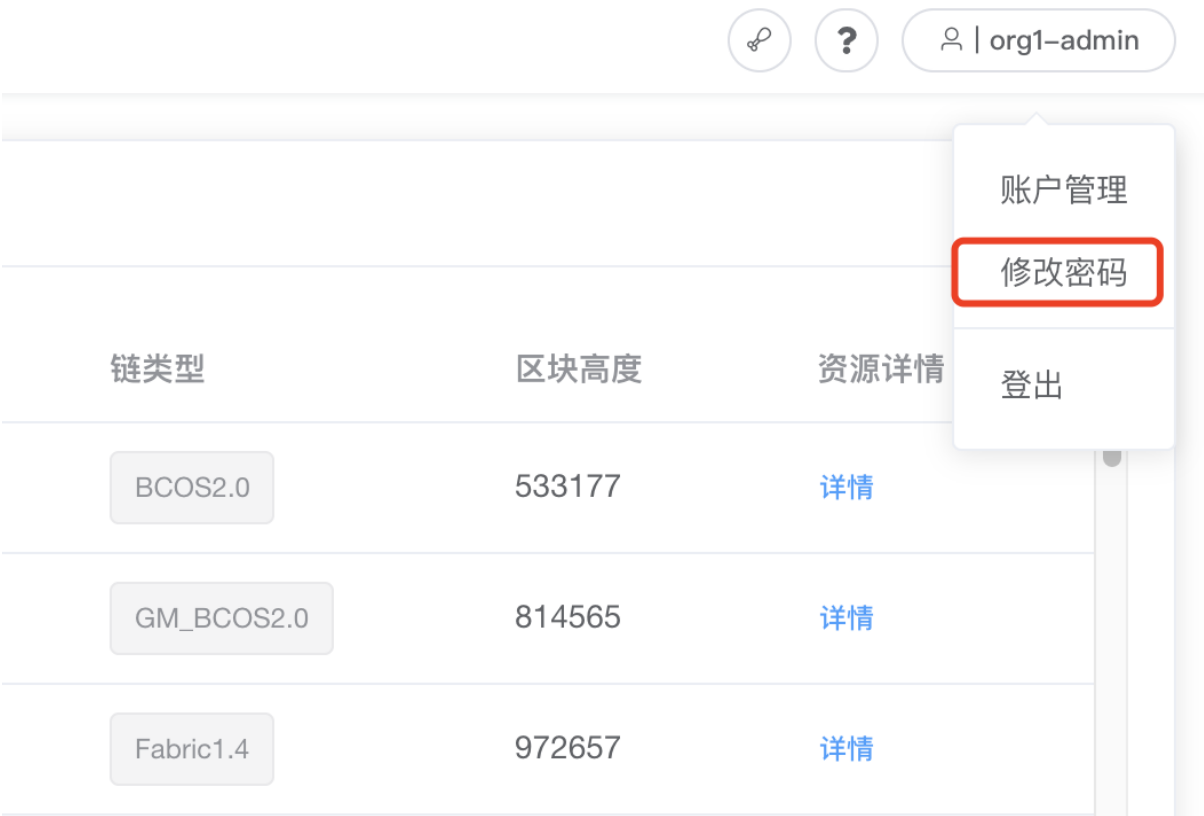 ? | org1-admin
账户管理
修改密码
登出
链类型 区块高度 资源详情
BCOS2.0 533177 详情
GM_BCOS2.0 814565 详情
Fabric1.4 972657 详情